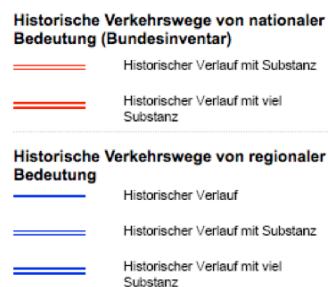 Historische Verkehrswege von nationaler
Bedeutung (Bundesinventar)
Historischer Verlauf mit Substanz
Historischer Verlauf mit viel
Substanz
Historische Verkehrswege von regionaler
Bedeutung
Historischer Verlauf
Historischer Verlauf mit Substanz
Historischer Verlauf mit viel
Substanz